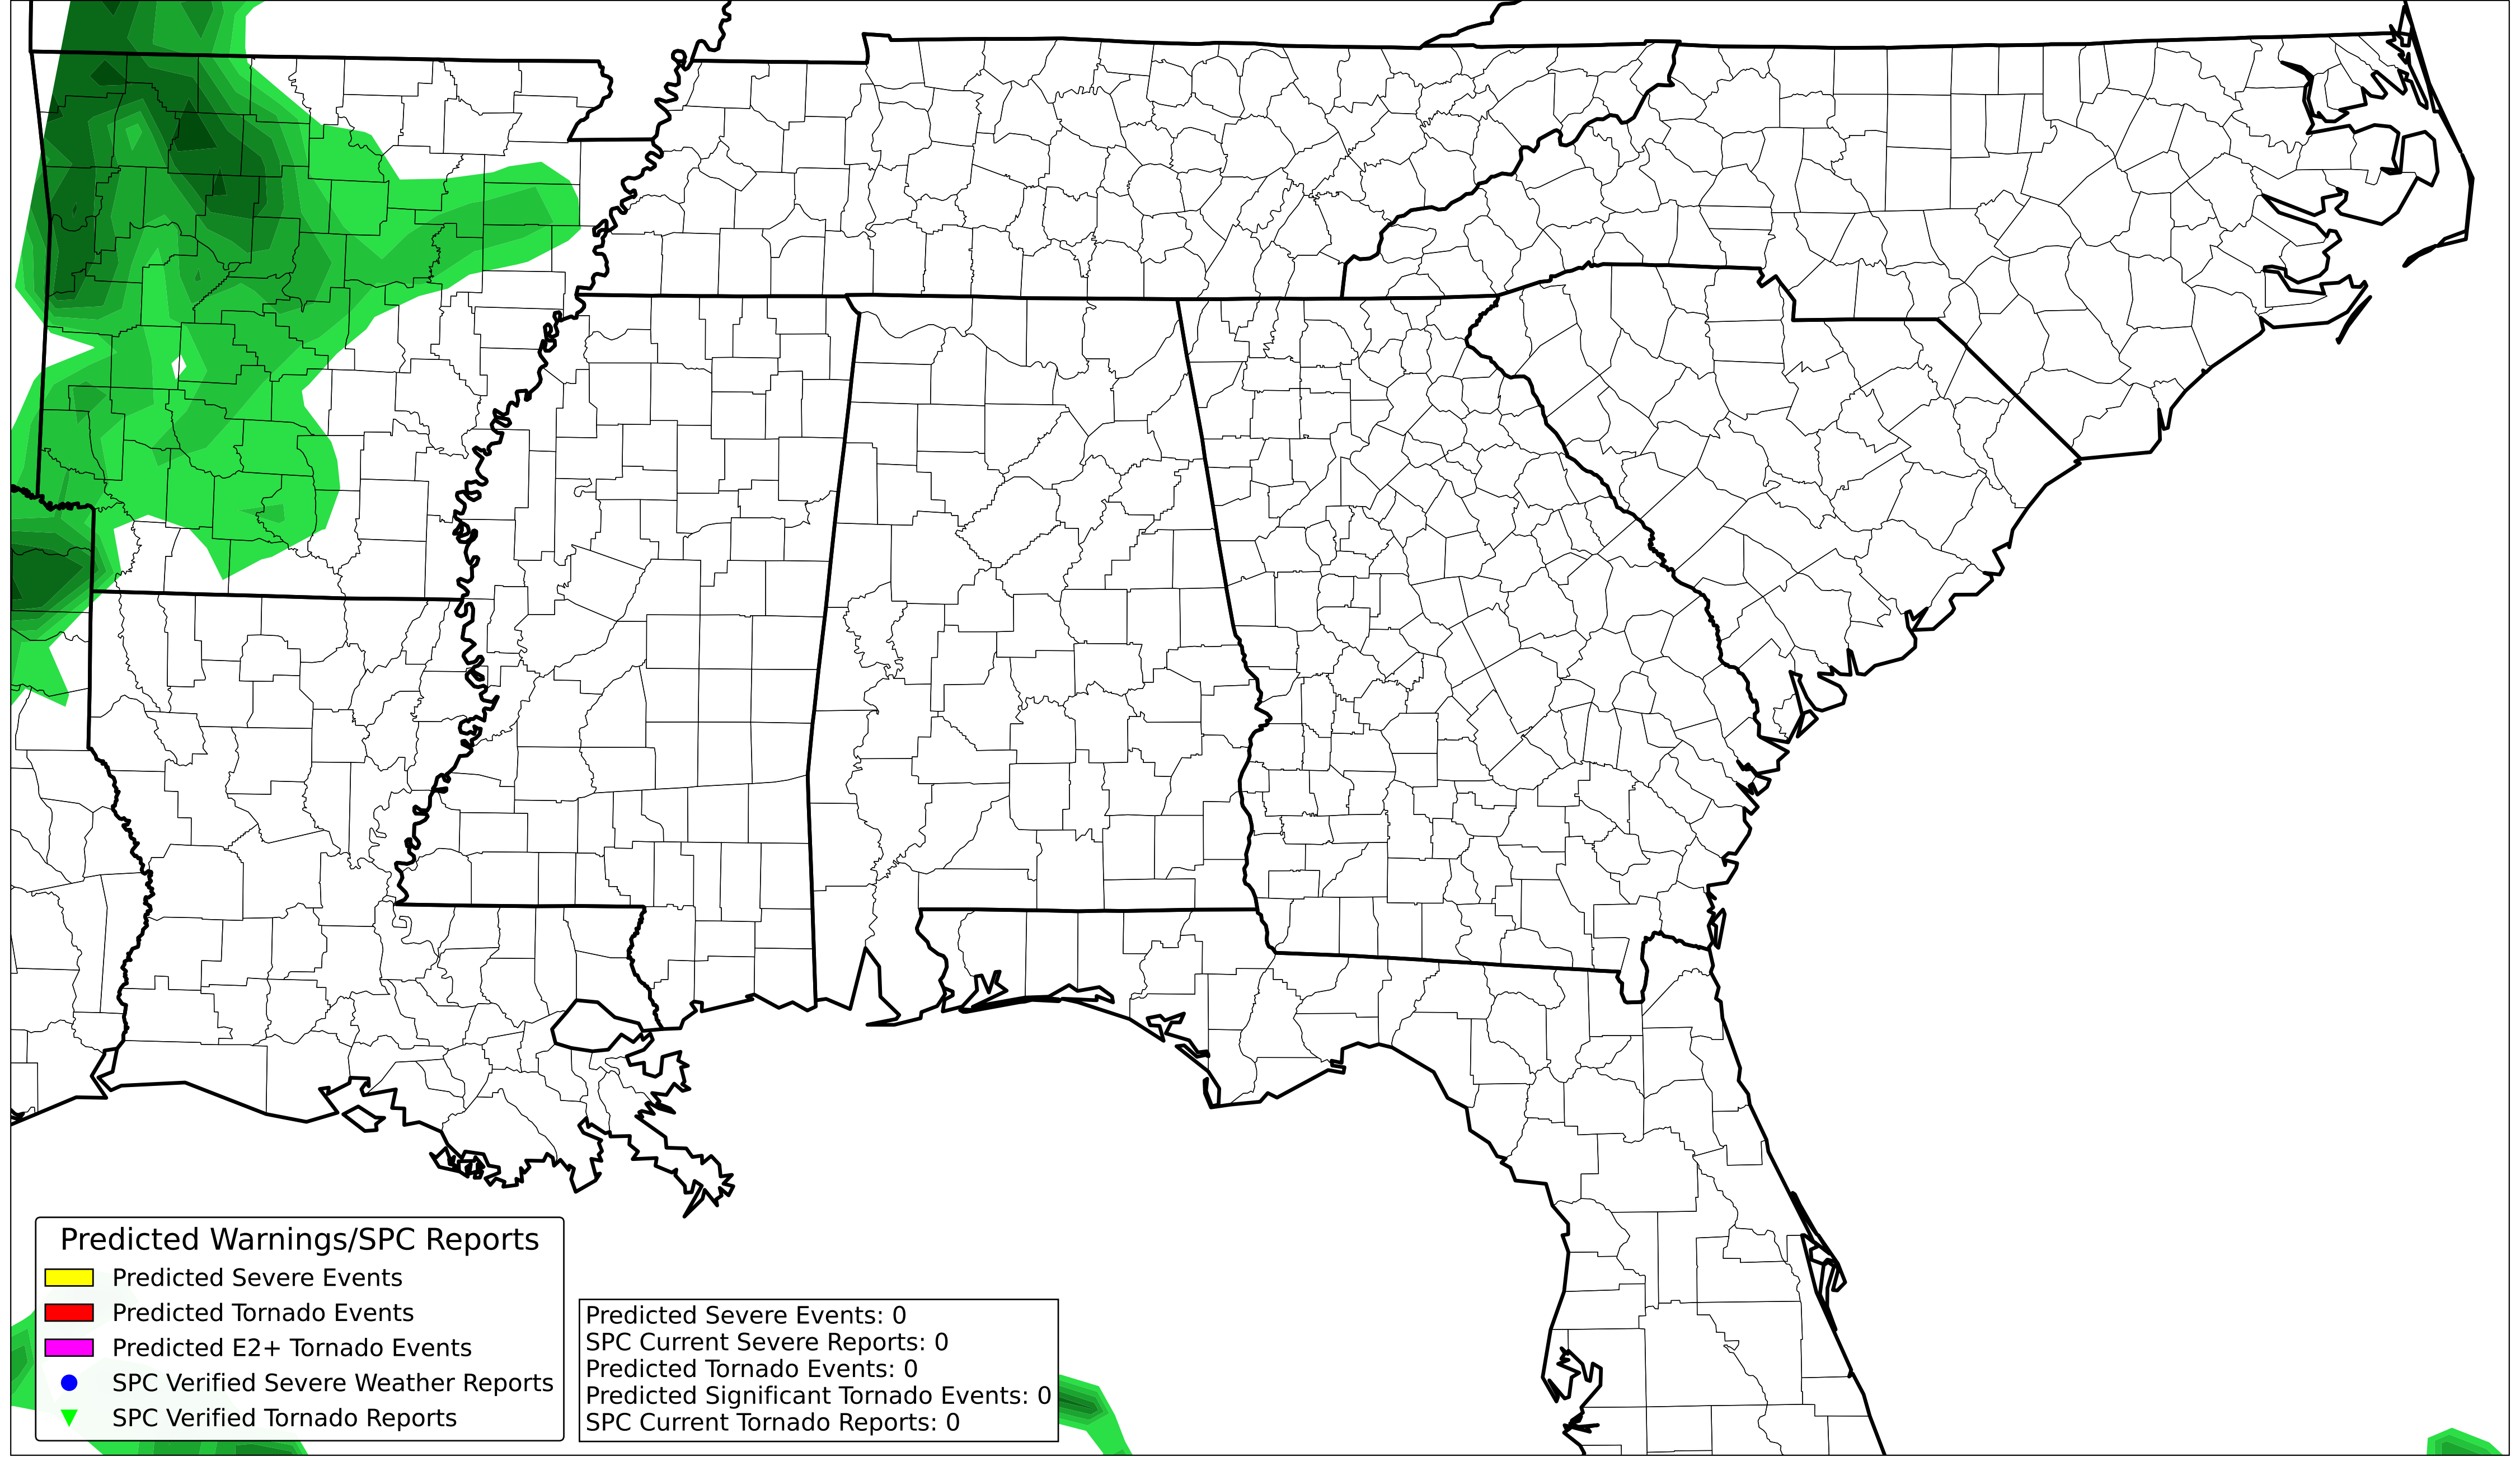 Predicted Warnings/SPC Reports
Predicted Severe Events
Predicted Tornado Events
Predicted E2+ Tornado Events
SPC Verified Severe Weather Reports
SPC Verified Tornado Reports
Predicted Severe Events: 0
SPC Current Severe Reports: 0
Predicted Tornado Events: 0
Predicted Significant Tornado Events: 0
SPC Current Tornado Reports: 0